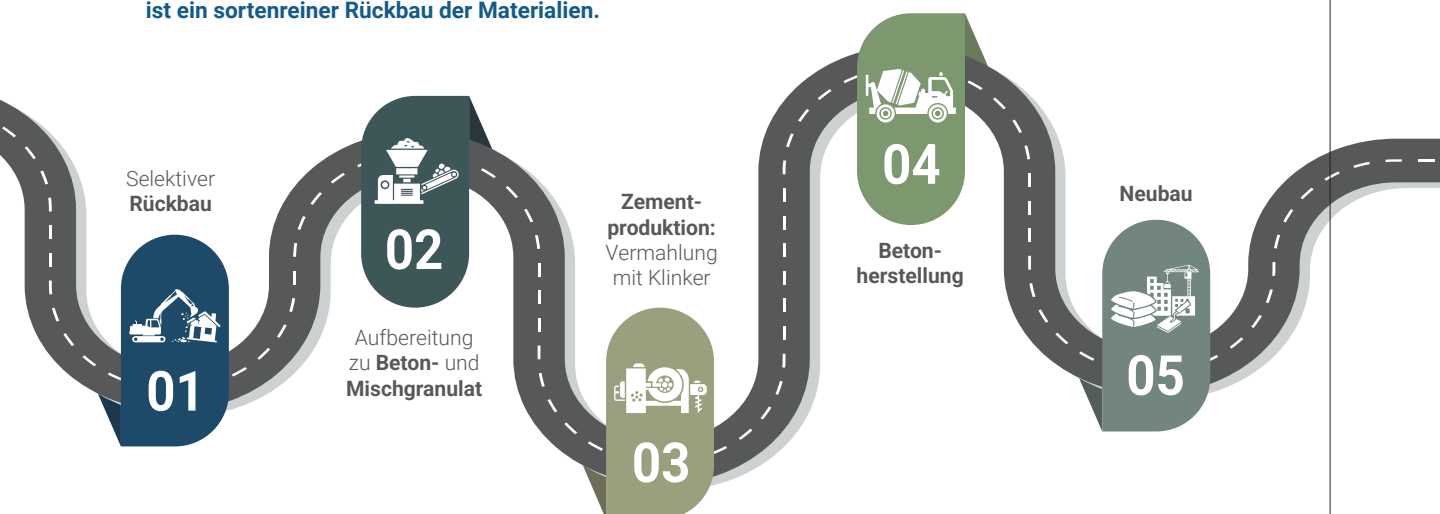 ist ein sortenreiner Rückbau der Materialien.
Selektiver
Rückbau
01
02
Aufbereitung
zu Beton- und
Mischgranulat
Zement-
produktion:
Vermahlung
mit Klinker
03
04
Beton-
herstellung
Neubau
05